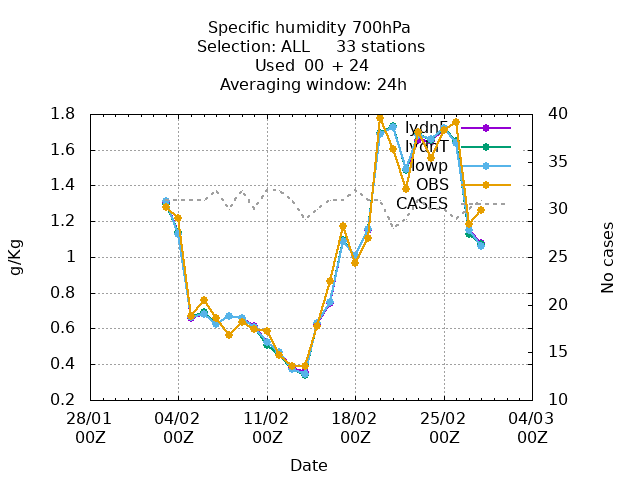 Specific humidity 700hPa
Selection: ALL 33 stations
Used 00 + 24
Averaging window: 24h
1.8
1.6
1.4
1.2
1
0.8
0.6
0.4
0.2
g/Kg
40
35
30
25
20
15
10
No cases
lowp
OBS
CASES
28/01 04/02 11/02 18/02 25/02 04/03
00Z 00Z 00Z 00Z 00Z 00Z
Date